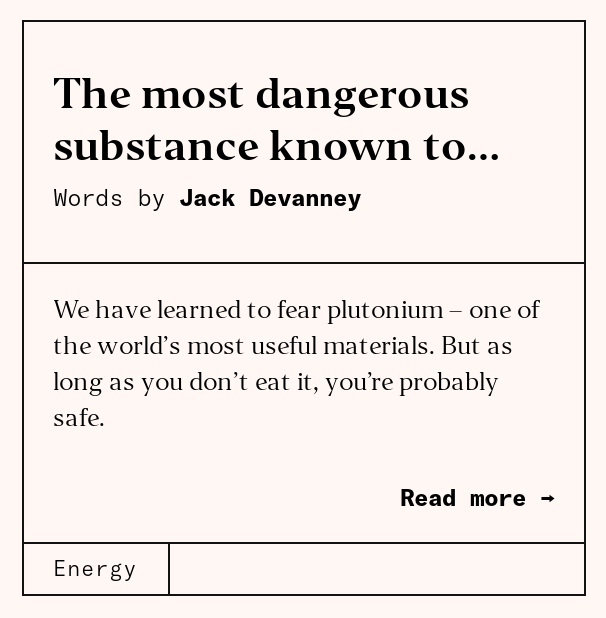 The most dangerous
substance known to...
Words by Jack Devanney
We have learned to fear plutonium – one of
the world’s most useful materials. But as
long as you don’t eat it, you’re probably
safe.
Read more →
Energy